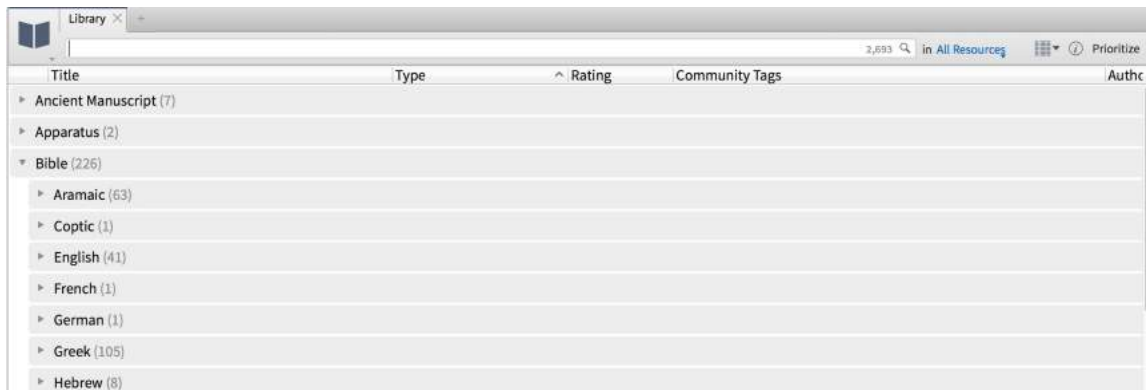 Library
2,693 in All Resources Prioritize
Title Type Rating Community Tags Autho
Ancient Manuscript (7)
Apparatus (2)
Bible (226)
Aramaic (63)
Coptic (1)
English (41)
French (1)
German (1)
Greek (105)
Hebrew (8)